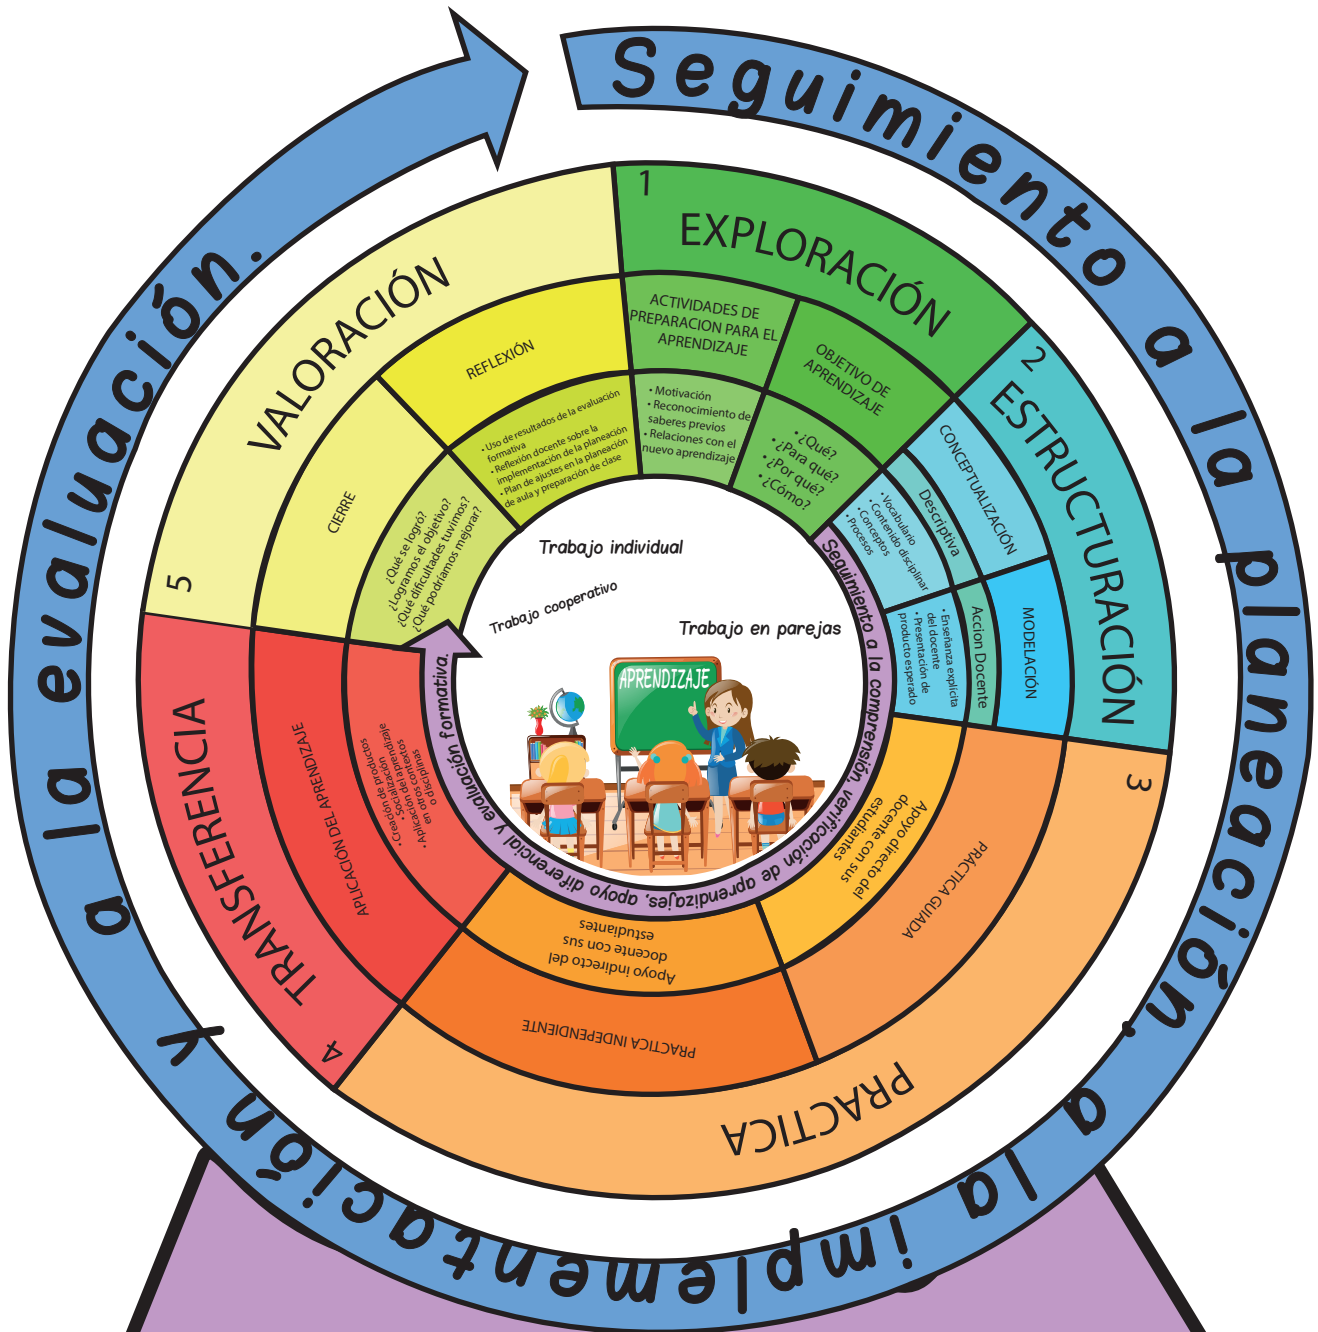 Seguimiento a la planeación, a la implementación y a la evaluación.
1
EXPLORACIÓN
ACTIVIDADES DE
PREPARACION PARA EL
APRENDIZAJE
• Motivación
• Reconocimiento de
saberes previos
• Relaciones con el
nuevo aprendizaje
OBJETIVO DE
APRENDIZAJE
• ¿Qué?
• ¿Para qué?
• ¿Por qué?
• ¿Cómo?
2
ESTRUCTURACIÓN
CONCEPTUALIZACIÓN
Descriptiva
• Vocabulario
• Contenido disciplinar
• Conceptos
• Procesos
MODELACIÓN
Accion Docente
• Enseñanza explícita
del docente
• Presentación de
producto esperado
3
PRACTICA
PRÁCTICA GUIADA
Apoyo directo del
docente con sus
estudiantes
PRACTICA INDEPENDIENTE
Apoyo indirecto del
docente con sus
estudiantes
4
TRANSFERENCIA
APLICACIÓN DEL APRENDIZAJE
• Creación de productos
• Socialización
del aprendizaje
• Aplicación
en otros contextos
o disciplinas
5
VALORACIÓN
CIERRE
¿Qué se logró?
¿Logramos el objetivo?
¿Qué dificultades tuvimos?
¿Qué podríamos mejorar?
REFLEXIÓN
• Uso de resultados de la evaluación
formativa
• Reflexión docente sobre la
implementación de la planeación
• Plan de ajustes en la planeación
de aula y preparación de clase
Seguimiento a la comprensión, verificación de aprendizajes, apoyo diferencial y evaluación formativa.
Trabajo individual
Trabajo cooperativo
Trabajo en parejas
APRENDIZAJE